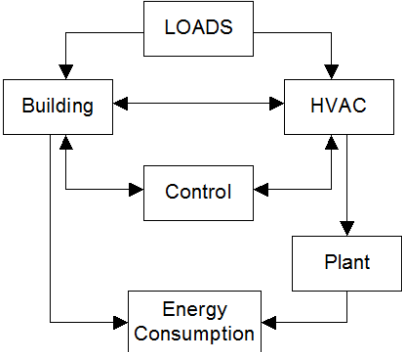 LOADS
Building
HVAC
Control
Plant
Energy
Consumption